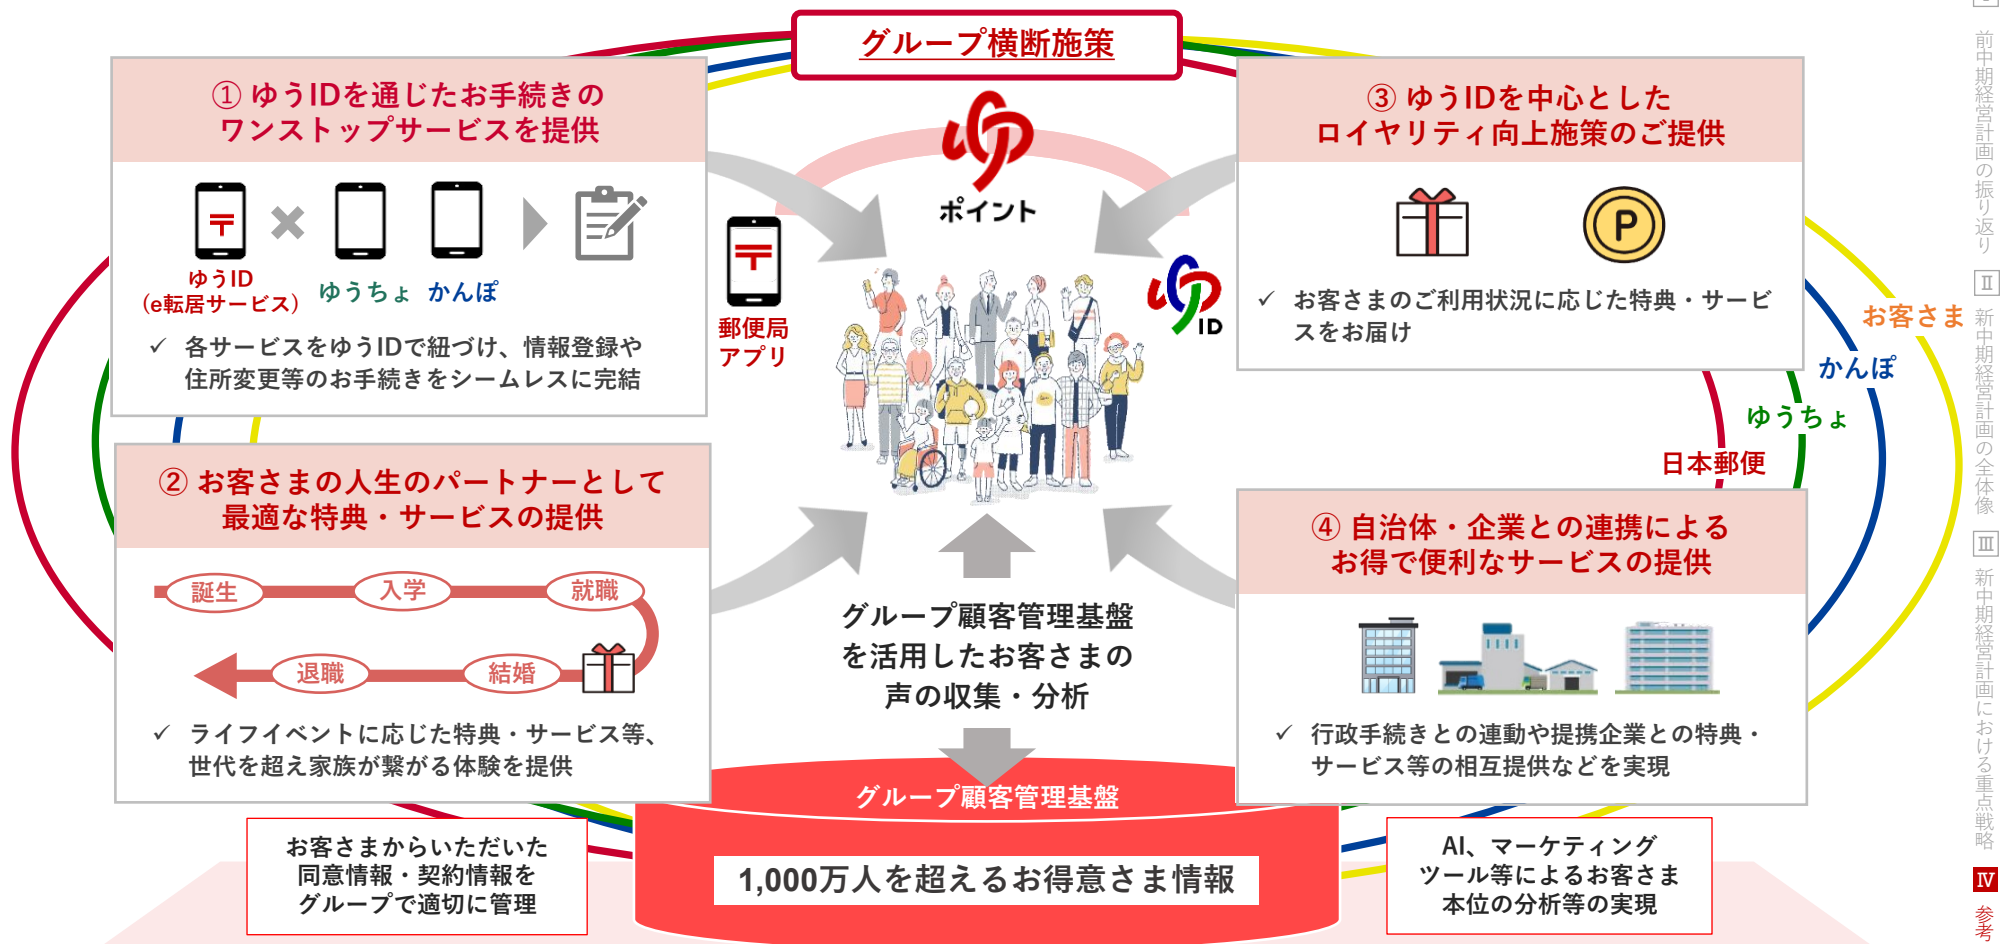 グループ横断施策
① ゆうIDを通じたお手続きの
ワンストップサービスを提供
ゆうID
(e転居サービス)
ゆうちょ
かんぽ
✓ 各サービスをゆうIDで紐づけ、情報登録や
住所変更等のお手続きをシームレスに完結
② お客さまの人生のパートナーとして
最適な特典・サービスの提供
誕生
入学
就職
結婚
退職
✓ ライフイベントに応じた特典・サービス等、
世代を超え家族が繋がる体験を提供
ゆう
ポイント
〒
郵便局
アプリ
ゆう
ID
③ ゆうIDを中心とした
ロイヤリティ向上施策のご提供
P
✓ お客さまのご利用状況に応じた特典・サービ
スをお届け
お客さま
かんぽ
ゆうちょ
日本郵便
④ 自治体・企業との連携による
お得で便利なサービスの提供
✓ 行政手続きとの連動や提携企業との特典・
サービス等の相互提供などを実現
グループ顧客管理基盤
を活用したお客さまの
声の収集・分析
グループ顧客管理基盤
1,000万人を超えるお得意さま情報
お客さまからいただいた
同意情報・契約情報を
グループで適切に管理
AI、マーケティング
ツール等によるお客さま
本位の分析等の実現
前中期経営計画の振り返り
Ⅱ 新中期経営計画の全体像
Ⅲ 新中期経営計画における重点戦略
Ⅳ 参考